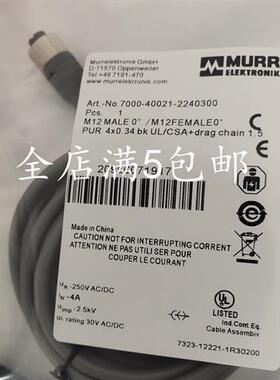 Murrelektronik GmbH
D-71570 Oppenweiler
Tel +49 7191-470
www.murrelektronik.com
MURR
ELEKTRONIK
Art.-No.7000-40021-2240300
Pcs. 1
M12 MALE 0° /M12FEMALE0°
PUR 4x0.34 bk UL/CSA+drag chain 1.5
全店满5包邮
Made in China
CAUTION NOT FOR INTERRUPTING CURRENT
ATTENTION NE PAS UTILISER POUR
COUPER LE COURANT
UN -250V AC/DC
IN -4A
Uimp -2.5kV
UL rating 30V AC/DC
LISTED
Ind. Cont. Eq.
Cable Assembly
7323-12221-1R30200